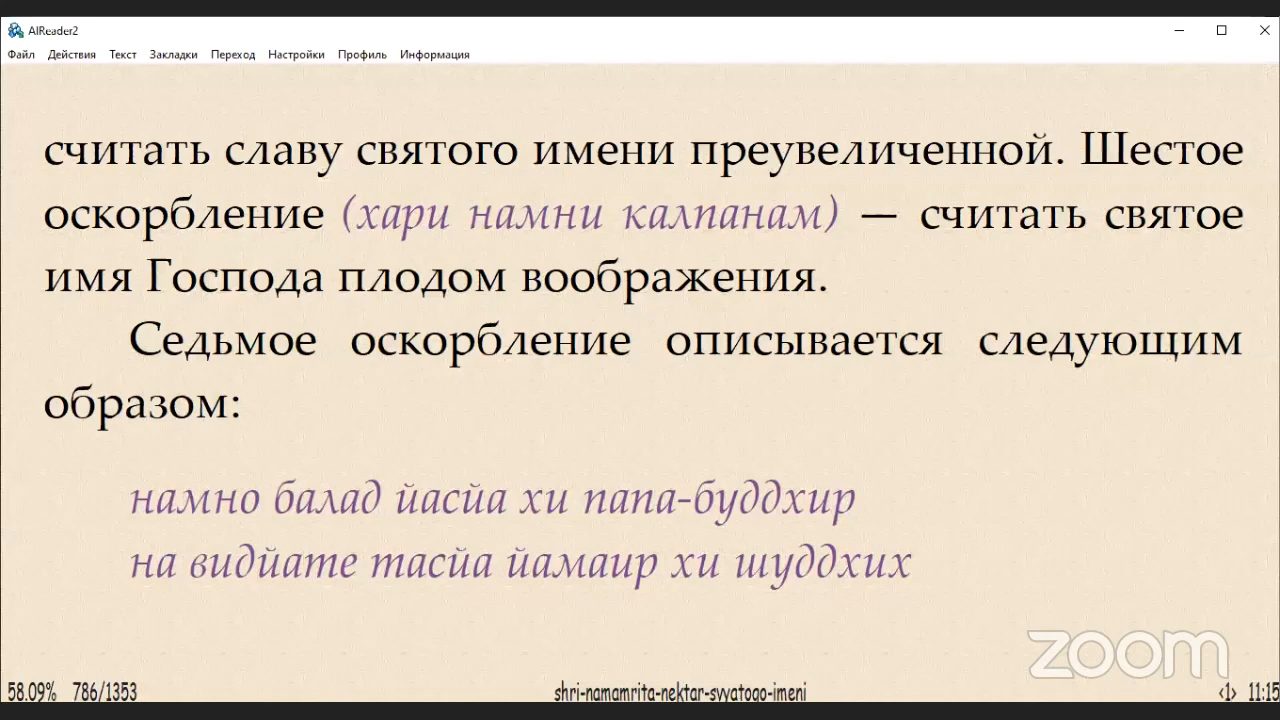 AlReader2
Файл Действия Текст Закладки Переход Настройки Профиль Информация
считать славу святого имени преувеличенной. Шестое
оскорбление (хари намни калпанам) — считать святое
имя Господа плодом воображения.
Седьмое оскорбление описывается следующим
образом:
намно балад йасйа хи папа-буддхир
на видйате тасйа йамаир хи шуддхих
zoom
58.09% 786/1353 shri-namamrita-nektar-svyatogo-imeni <1> 11:15